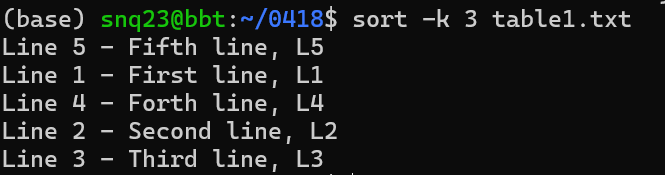 (base) snq23@bbt:~/0418$ sort -k 3 table1.txt
Line 5 - Fifth line, L5
Line 1 - First line, L1
Line 4 - Forth line, L4
Line 2 - Second line, L2
Line 3 - Third line, L3